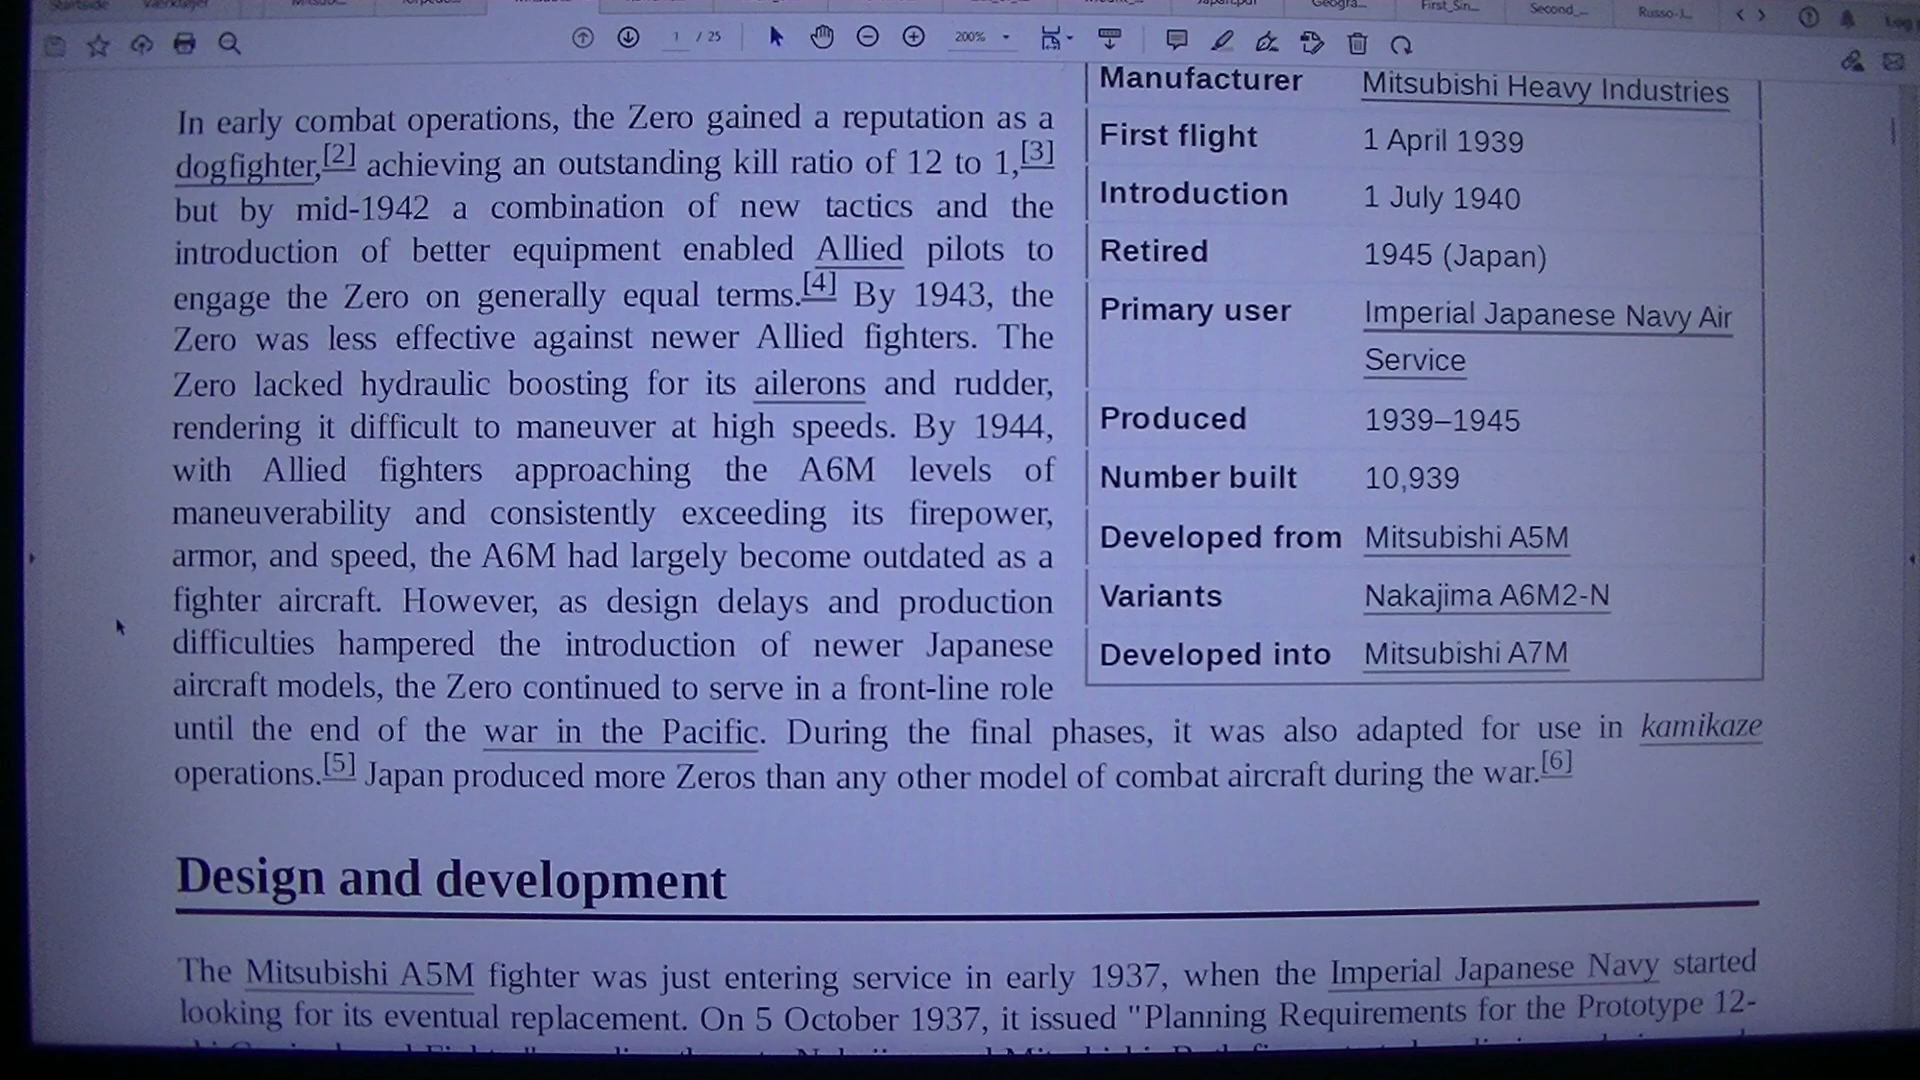 Startside
Værktøjer
First_Sin...
Second_...
Russo-J...
1 / 25
200%
In early combat operations, the Zero gained a reputation as a
dogfighter,[2] achieving an outstanding kill ratio of 12 to 1,[3]
but by mid-1942 a combination of new tactics and the
introduction of better equipment enabled Allied pilots to
engage the Zero on generally equal terms.[4] By 1943, the
Zero was less effective against newer Allied fighters. The
Zero lacked hydraulic boosting for its ailerons and rudder,
rendering it difficult to maneuver at high speeds. By 1944,
with Allied fighters approaching the A6M levels of
maneuverability and consistently exceeding its firepower,
armor, and speed, the A6M had largely become outdated as a
fighter aircraft. However, as design delays and production
difficulties hampered the introduction of newer Japanese
aircraft models, the Zero continued to serve in a front-line role
until the end of the war in the Pacific. During the final phases, it was also adapted for use in kamikaze
operations.[5] Japan produced more Zeros than any other model of combat aircraft during the war.[6]
Manufacturer Mitsubishi Heavy Industries
First flight 1 April 1939
Introduction 1 July 1940
Retired 1945 (Japan)
Primary user Imperial Japanese Navy Air
Service
Produced 1939–1945
Number built 10,939
Developed from Mitsubishi A5M
Variants Nakajima A6M2-N
Developed into Mitsubishi A7M
Design and development
The Mitsubishi A5M fighter was just entering service in early 1937, when the Imperial Japanese Navy started
looking for its eventual replacement. On 5 October 1937, it issued "Planning Requirements for the Prototype 12-